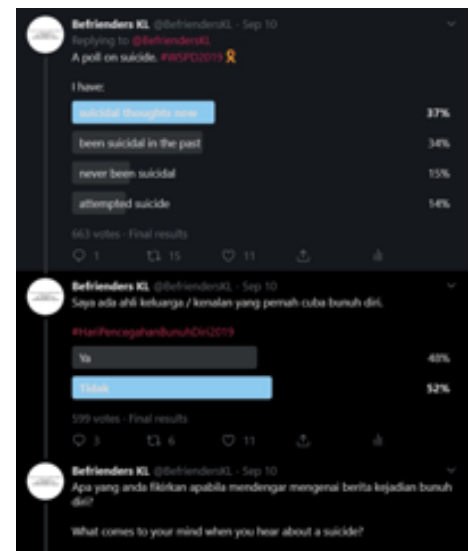 Befrienders KL @BefriendersKL · Sep 10
Replying to @BefriendersKL
A poll on suicide. #WSPD2019
I have:
suicidal thoughts now 37%
been suicidal in the past 34%
never been suicidal 15%
attempted suicide 14%
663 votes · Final results
1 15 11
Befrienders KL @BefriendersKL · Sep 10
Saya ada ahli keluarga / kenalan yang pernah cuba bunuh diri.
#HariPencegahanBunuhDiri2019
Ya 48%
Tidak 52%
599 votes · Final results
3 6 11
Befrienders KL @BefriendersKL · Sep 10
Apa yang anda fikirkan apabila mendengar mengenai berita kejadian bunuh
diri?
What comes to your mind when you hear about a suicide?